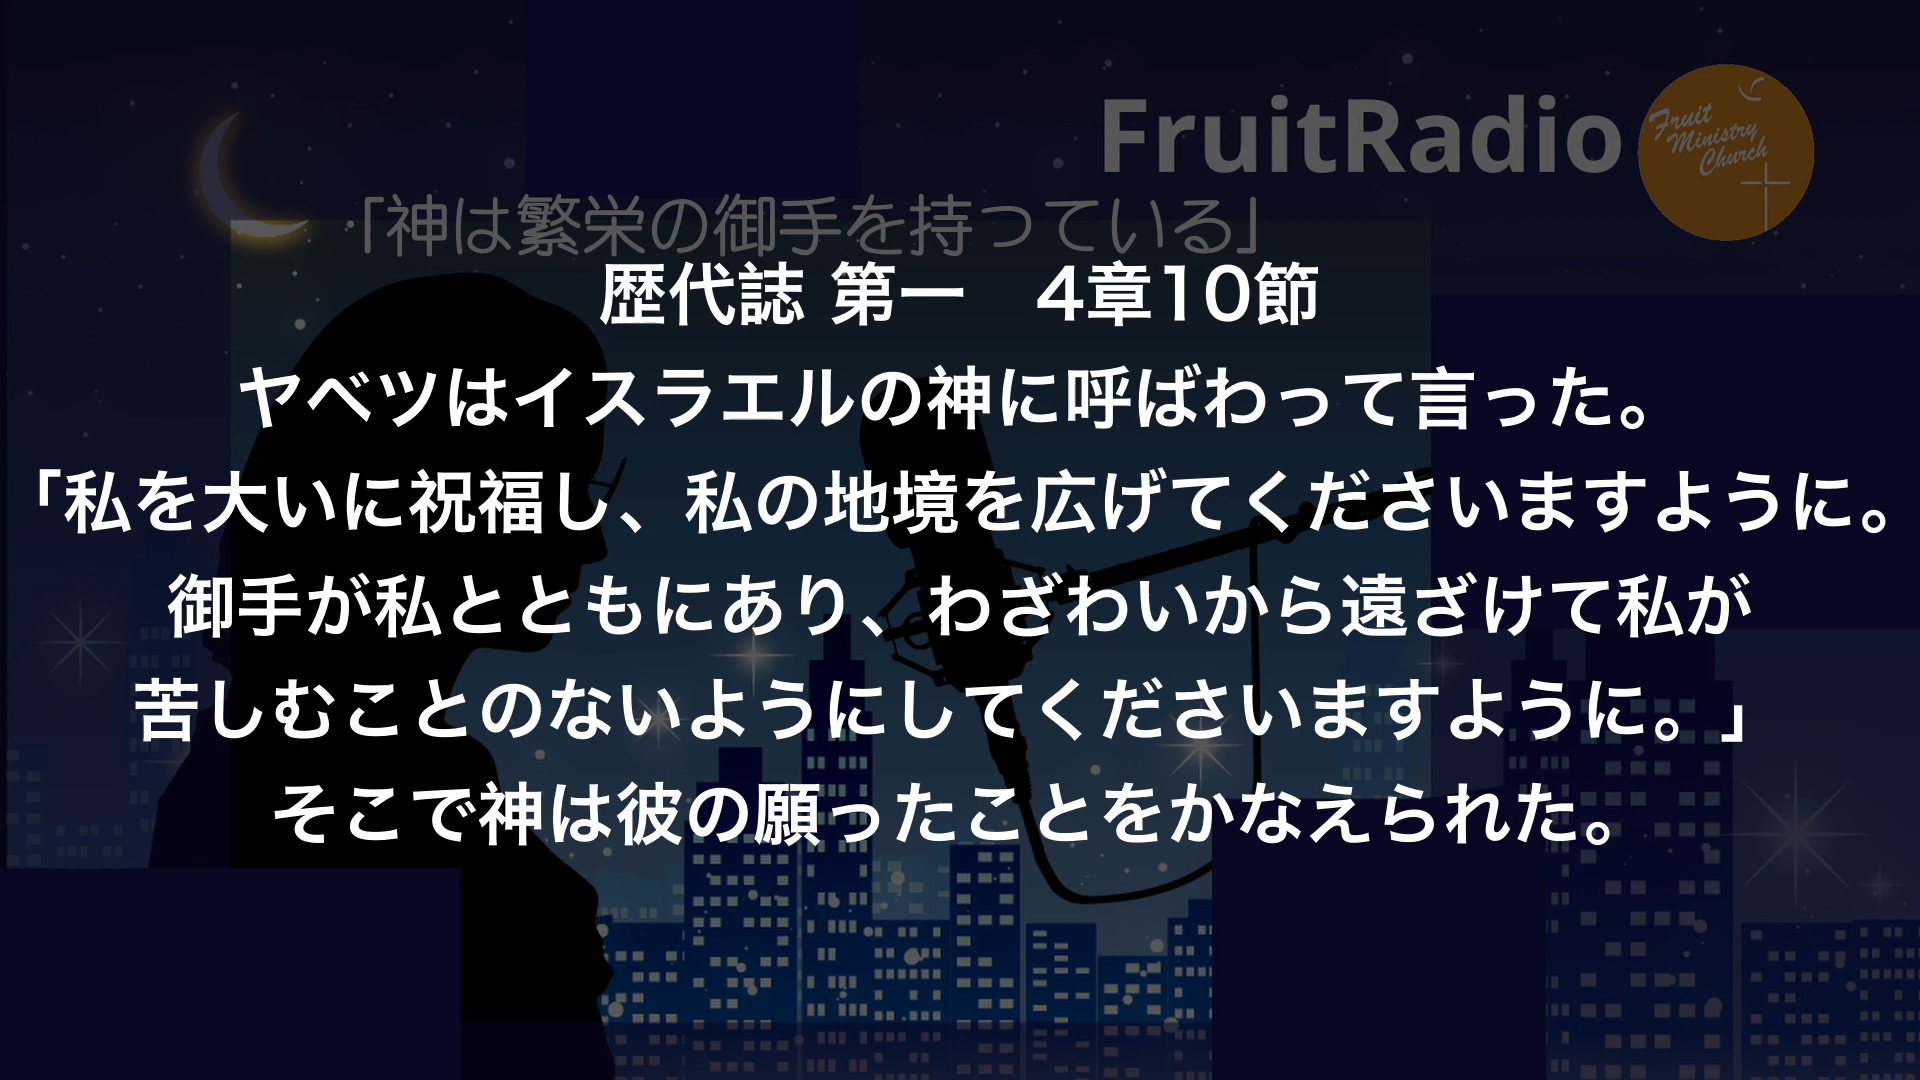 FruitRadio
Fruit
Ministry
Church
「神は繁栄の御手を持っている」
歴代誌 第一　4章10節
ヤベツはイスラエルの神に呼ばわって言った。
「私を大いに祝福し、私の地境を広げてくださいますように。
御手が私とともにあり、わざわいから遠ざけて私が
苦しむことのないようにしてくださいますように。」
そこで神は彼の願ったことをかなえられた。